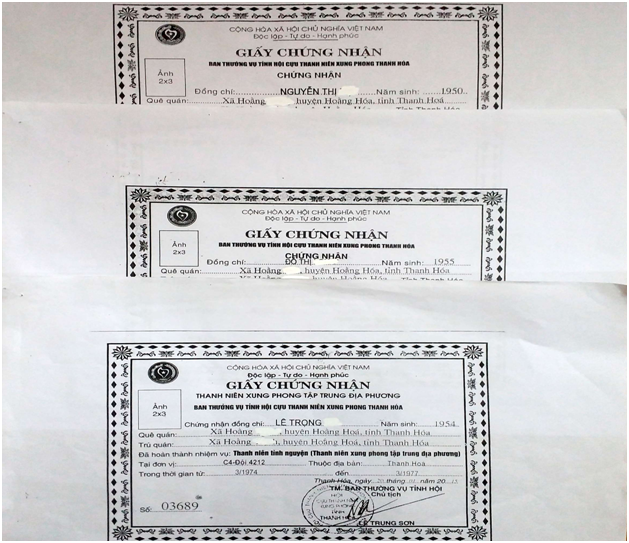 CỘNG HÒA XÃ HỘI CHỦ NGHĨA VIỆT NAM
Độc lập - Tự do - Hạnh phúc
GIẤY CHỨNG NHẬN
BAN THƯỜNG VỤ TỈNH HỘI CỰU THANH NIÊN XUNG PHONG THANH HÓA
CHỨNG NHẬN
Ảnh
2x3
Đồng chí: NGUYỄN THỊ Năm sinh: 1950
Quê quán: Xã Hoằng , huyện Hoằng Hóa, tỉnh Thanh Hoá
CỘNG HÒA XÃ HỘI CHỦ NGHĨA VIỆT NAM
Độc lập - Tự do - Hạnh phúc
GIẤY CHỨNG NHẬN
BAN THƯỜNG VỤ TỈNH HỘI CỰU THANH NIÊN XUNG PHONG THANH HÓA
CHỨNG NHẬN
Ảnh
2x3
Đồng chí: ĐỖ THỊ Năm sinh: 1955
Quê quán: Xã Hoằng , huyện Hoằng Hóa, tỉnh Thanh Hóa
CỘNG HÒA XÃ HỘI CHỦ NGHĨA VIỆT NAM
Độc lập - Tự do - Hạnh phúc
GIẤY CHỨNG NHẬN
THANH NIÊN XUNG PHONG TẬP TRUNG ĐỊA PHƯƠNG
BAN THƯỜNG VỤ TỈNH HỘI CỰU THANH NIÊN XUNG PHONG THANH HÓA
Ảnh
2x3
Chứng nhận đồng chí: LÊ TRỌNG Năm sinh: 1954
Quê quán: Xã Hoằng , huyện Hoằng Hoá, tỉnh Thanh Hóa
Trú quán: Xã Hoằng , huyện Hoằng Hoá, tỉnh Thanh Hóa
Đã hoàn thành nhiệm vụ: Thanh niên tình nguyện (Thanh niên xung phong tập trung địa phương)
Tại đơn vị: C4-Đội 4212 Thuộc địa bàn: Thanh Hoá
Trong thời gian từ: 3/1974 đến 3/1977
Thanh Hóa, ngày tháng năm 20
TM. BAN THƯỜNG VỤ TỈNH HỘI
Chủ tịch
Số: 03689
LÊ TRUNG SƠN